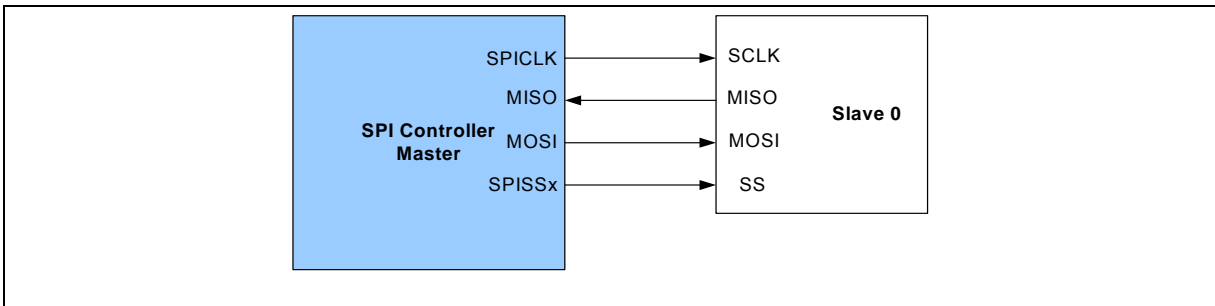 SPICLK
MISO
SPI Controller
Master
MOSI
SPISSx
SCLK
MISO
Slave 0
MOSI
SS